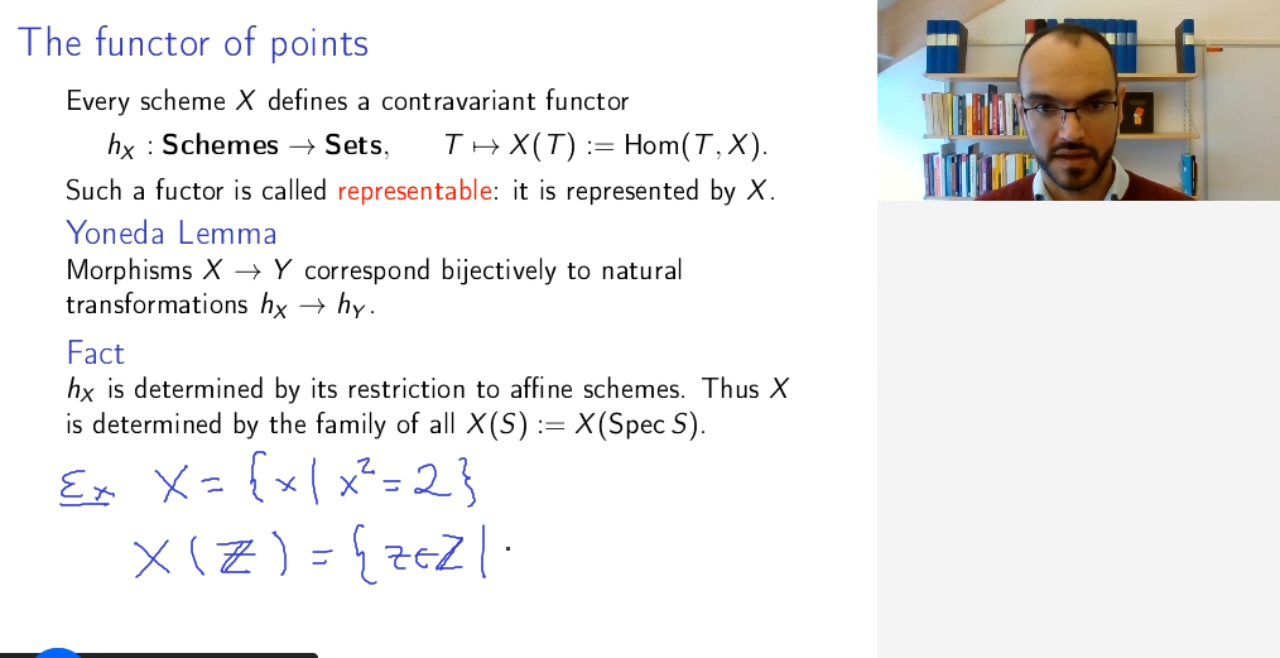 The functor of points
Every scheme X defines a contravariant functor
h_X : Schemes → Sets, T ↦ X(T) := Hom(T, X).
Such a fuctor is called representable: it is represented by X.
Yoneda Lemma
Morphisms X → Y correspond bijectively to natural
transformations h_X → h_Y.
Fact
h_X is determined by its restriction to affine schemes. Thus X
is determined by the family of all X(S) := X(Spec S).
Ex X = {x | x² = 2}
X(ℤ) = {z∈ℤ |